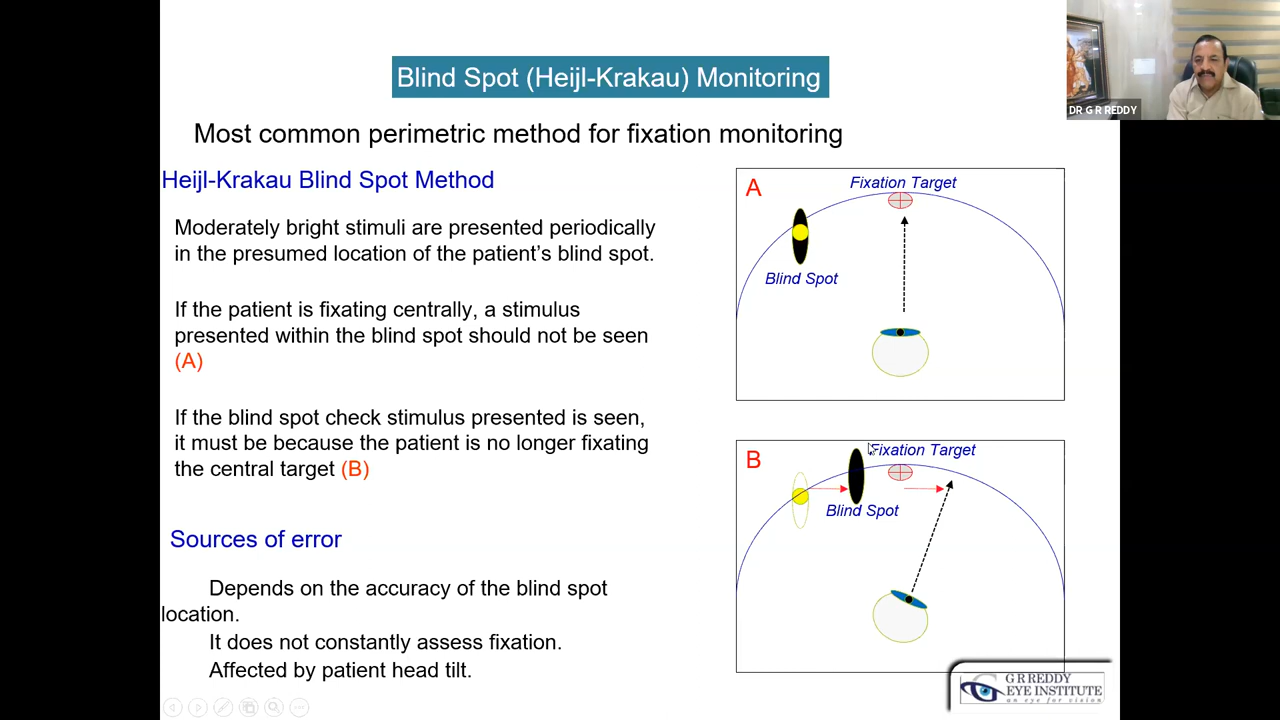 Blind Spot (Heijl-Krakau) Monitoring
DR G R REDDY
Most common perimetric method for fixation monitoring
Heijl-Krakau Blind Spot Method
Moderately bright stimuli are presented periodically
in the presumed location of the patient's blind spot.
If the patient is fixating centrally, a stimulus
presented within the blind spot should not be seen
(A)
If the blind spot check stimulus presented is seen,
it must be because the patient is no longer fixating
the central target (B)
Sources of error
Depends on the accuracy of the blind spot
location.
It does not constantly assess fixation.
Affected by patient head tilt.
A
Fixation Target
Blind Spot
B
Fixation Target
Blind Spot
G R REDDY
EYE INSTITUTE
an eye for vision